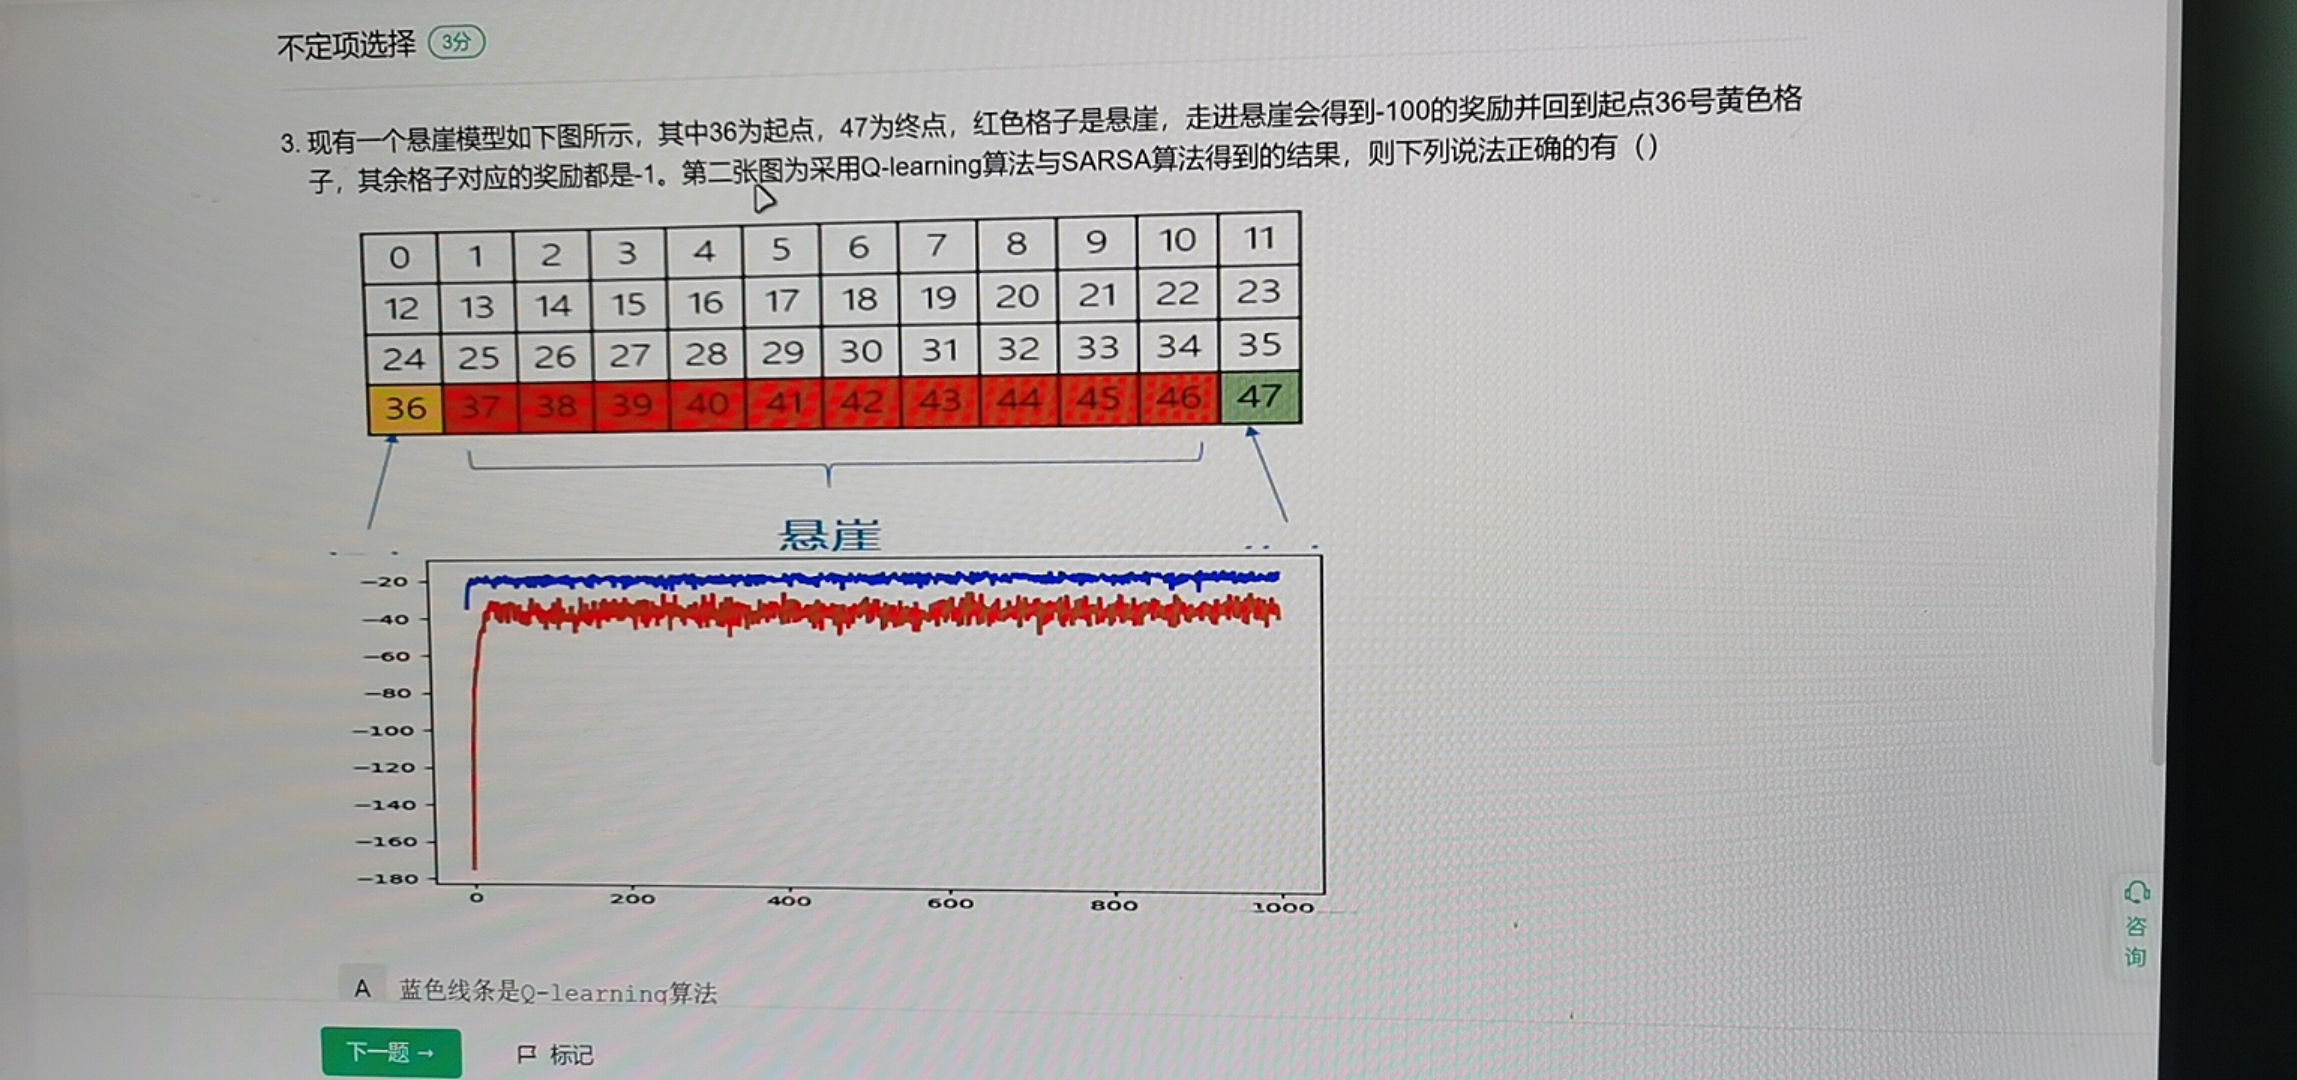 不定项选择 3分
3. 现有一个悬崖模型如下图所示，其中36为起点，47为终点，红色格子是悬崖，走进悬崖会得到-100的奖励并回到起点36号黄色格
子，其余格子对应的奖励都是-1。第二张图为采用Q-learning算法与SARSA算法得到的结果，则下列说法正确的有（）
0 1 2 3 4 5 6 7 8 9 10 11
12 13 14 15 16 17 18 19 20 21 22 23
24 25 26 27 28 29 30 31 32 33 34 35
36 37 38 39 40 41 42 43 44 45 46 47
悬崖
−20
−40
−60
−80
−100
−120
−140
−160
−180
0 200 400 600 800 1000
A 蓝色线条是Q-learning算法
下一题→ 标记
咨
询